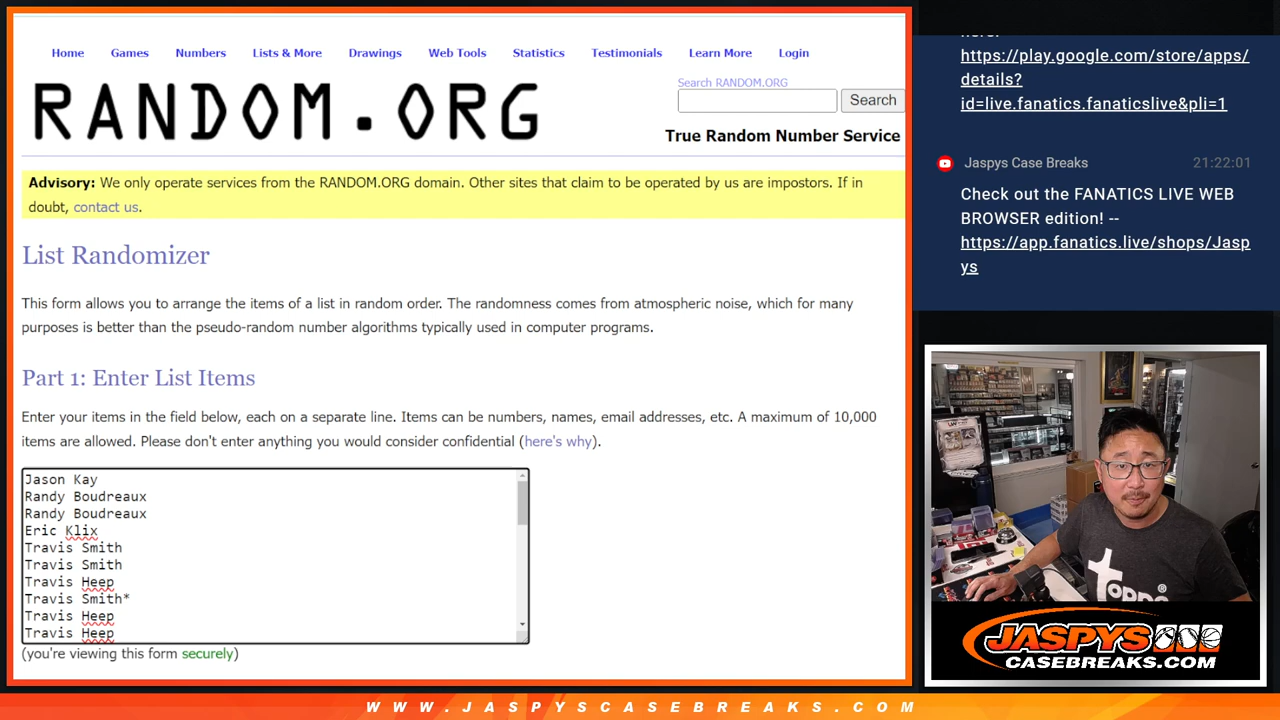 Home Games Numbers Lists & More Drawings Web Tools Statistics Testimonials Learn More Login
RANDOM.ORG
Search RANDOM.ORG
Search
True Random Number Service
Advisory: We only operate services from the RANDOM.ORG domain. Other sites that claim to be operated by us are impostors. If in
doubt, contact us.
List Randomizer
This form allows you to arrange the items of a list in random order. The randomness comes from atmospheric noise, which for many
purposes is better than the pseudo-random number algorithms typically used in computer programs.
Part 1: Enter List Items
Enter your items in the field below, each on a separate line. Items can be numbers, names, email addresses, etc. A maximum of 10,000
items are allowed. Please don't enter anything you would consider confidential (here's why).
Jason Kay
Randy Boudreaux
Randy Boudreaux
Eric Klix
Travis Smith
Travis Smith
Travis Heep
Travis Smith*
Travis Heep
Travis Heep
(you're viewing this form securely)
here:
https://play.google.com/store/apps/
details?
id=live.fanatics.fanaticslive&pli=1
Jaspys Case Breaks 21:22:01
Check out the FANATICS LIVE WEB
BROWSER edition! --
https://app.fanatics.live/shops/Jasp
ys
topps
JASPYS
CASEBREAKS.COM
WWW.JASPYSCASEBREAKS.COM